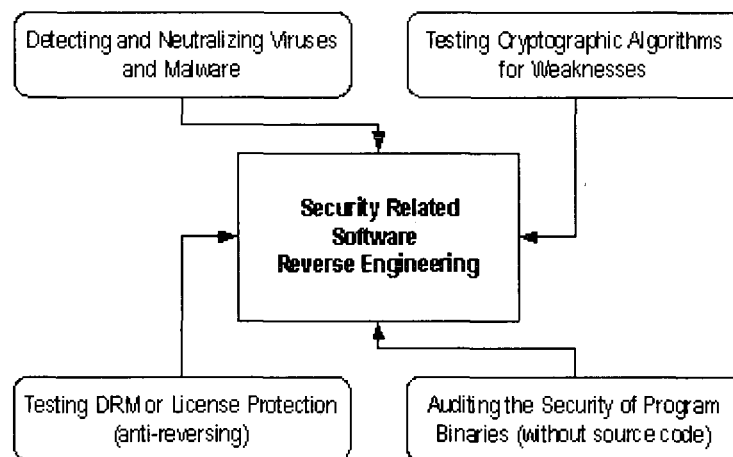 Detecting and Neutralizing Viruses
and Malware
Testing Cryptographic Algorithms
for Weaknesses
Security Related
Software
Reverse Engineering
Testing DRM or License Protection
(anti-reversing)
Auditing the Security of Program
Binaries (without source code)